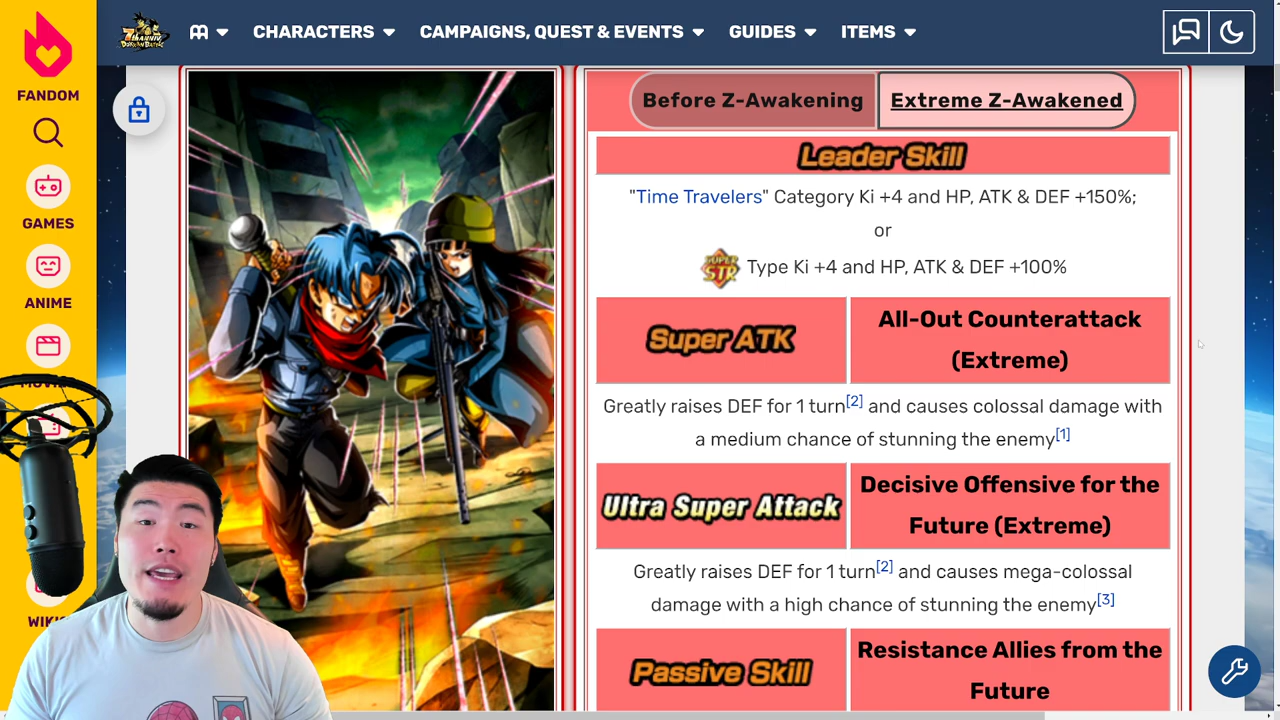 CHARACTERS
CAMPAIGNS, QUEST & EVENTS
GUIDES
ITEMS
FANDOM
GAMES
ANIME
Before Z-Awakening
Extreme Z-Awakened
Leader Skill
"Time Travelers" Category Ki +4 and HP, ATK & DEF +150%;
or
SUPER STR Type Ki +4 and HP, ATK & DEF +100%
Super ATK
All-Out Counterattack
(Extreme)
Greatly raises DEF for 1 turn[2] and causes colossal damage with
a medium chance of stunning the enemy[1]
Ultra Super Attack
Decisive Offensive for the
Future (Extreme)
Greatly raises DEF for 1 turn[2] and causes mega-colossal
damage with a high chance of stunning the enemy[3]
Passive Skill
Resistance Allies from the
Future